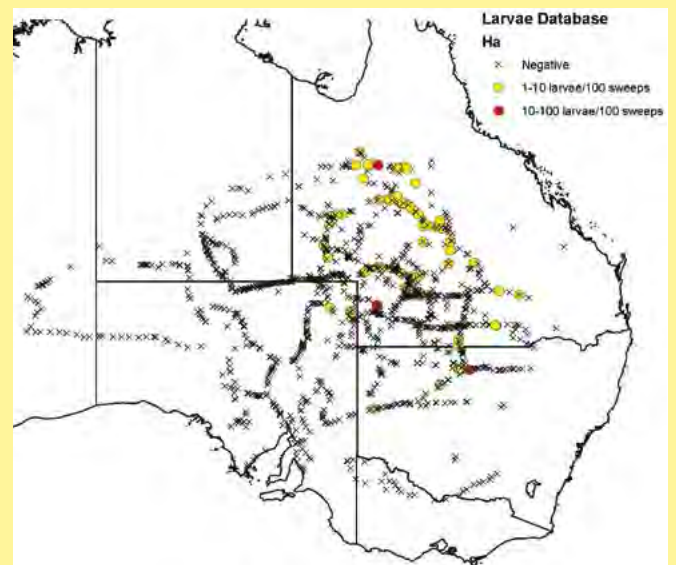 Larvae Database
Ha
× Negative
1-10 larvae/100 sweeps
10-100 larvae/100 sweeps